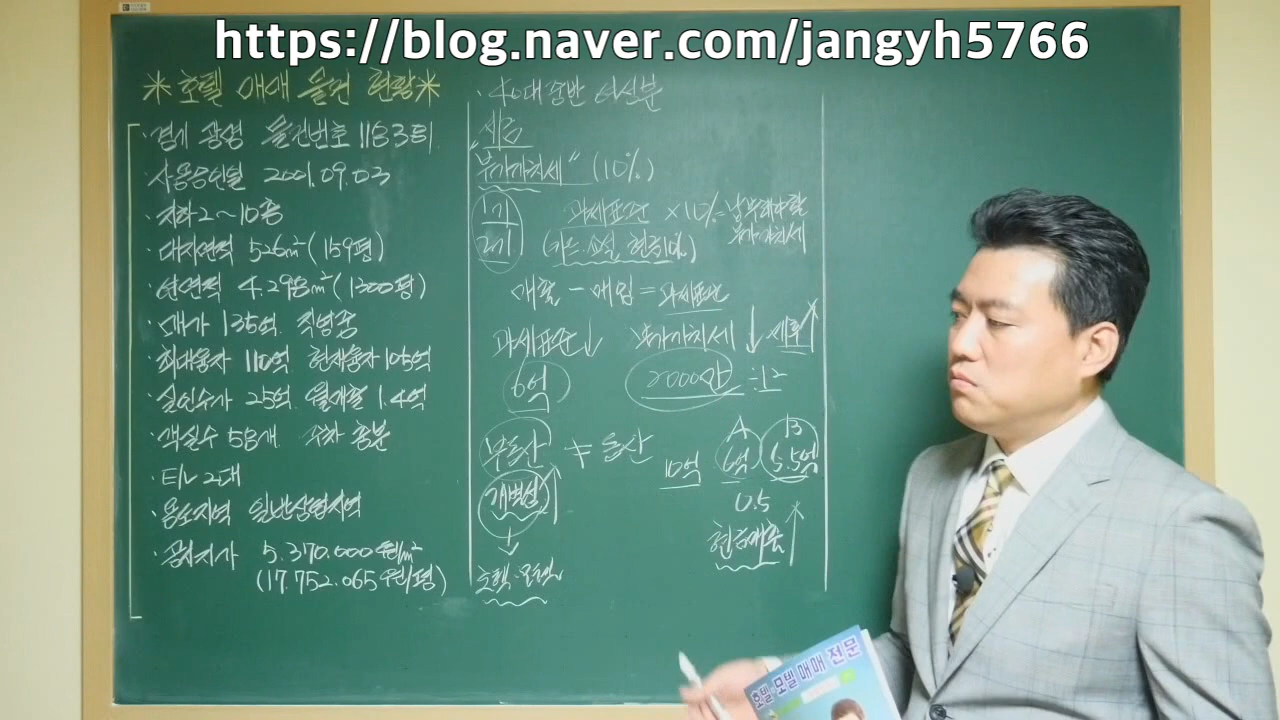 https://blog.naver.com/jangyh5766
* 호텔 매매 물건 현황 *
· 경기 광성 물건번호 1183퇴
· 사용승인일 2001.09.03
· 지하2~10층
· 대지면적 526m²(159평)
· 연면적 4.298m²(1300평)
· 매가 135억. 직영중
· 최대융자 110억 현재융자 105억
· 실인수가 25억. 월매출 1.4억
· 객실수 58개 주차 충분
· E/L 2대
· 용도지역 일반상업지역
· 공시지가 5.370.000원/m²
(17.752.065원/평)
· 40대 중반 여신분
세금
"부가가치세" (10%)
1기 과세표준 ×10%= 납부해야할 부가가치세
2기 (카드·소설, 현금)
매출 - 매입 = 과세표준
과세표준↓ 부가가치세↓ 세후↑
6억 2000만 ÷12
부동산 ≠ 물산
개별성
호텔·모텔
10억 A 6억 B 5.5억
0.5
현금매출
호텔·모텔매매 전문